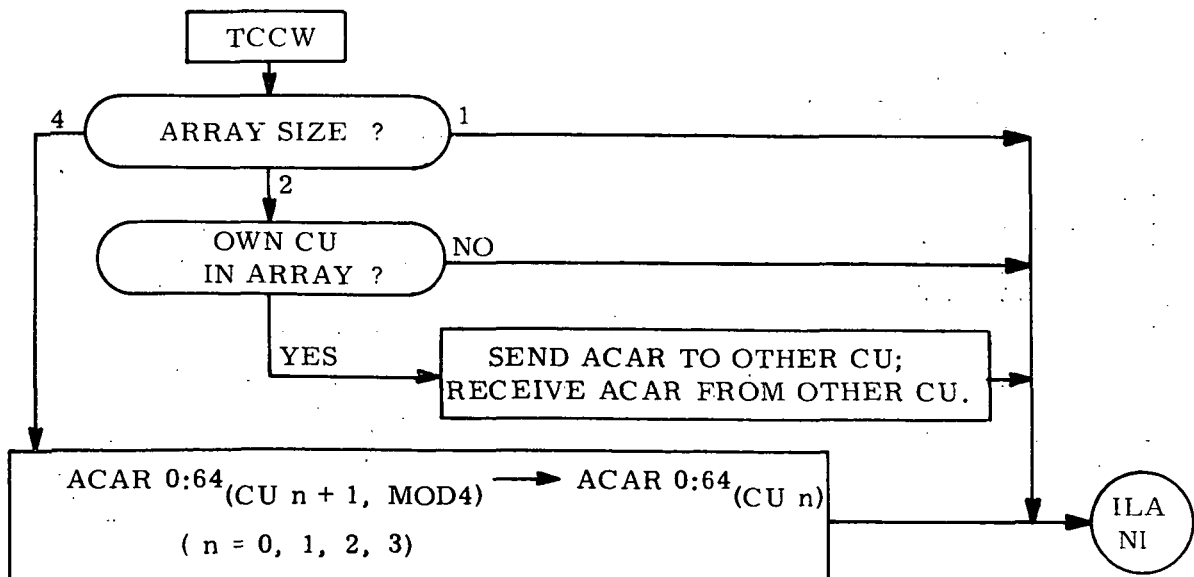 TCCW
ARRAY SIZE ?
4
1
2
OWN CU
IN ARRAY ?
NO
YES
SEND ACAR TO OTHER CU;
RECEIVE ACAR FROM OTHER CU.
ACAR 0:64 (CU n + 1, MOD4) → ACAR 0:64 (CU n)
( n = 0, 1, 2, 3)
ILA
NI